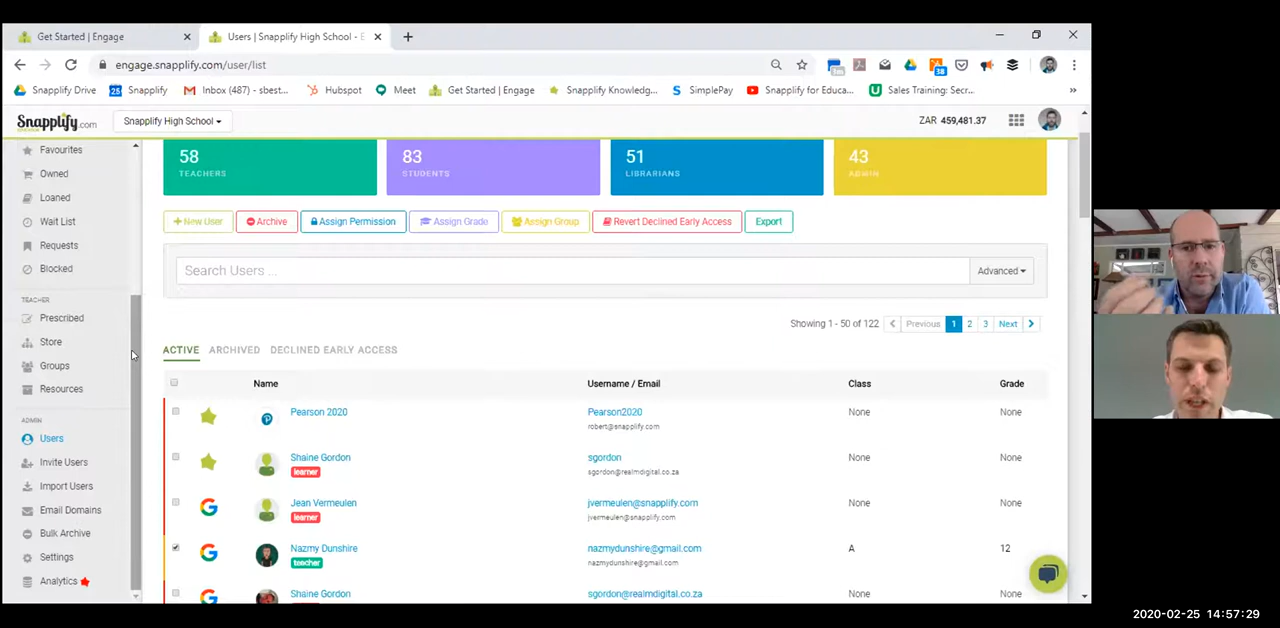 Get Started | Engage
Users | Snapplify High School - E
engage.snapplify.com/user/list
Snapplify Drive
25 Snapplify
Inbox (487) - sbest...
Hubspot
Meet
Get Started | Engage
Snapplify Knowledg...
SimplePay
Snapplify for Educa...
Sales Training: Secr...
Snapplify.com
Snapplify High School
ZAR 459,481.37
38
Favourites
Owned
Loaned
Wait List
Requests
Blocked
TEACHER
Prescribed
Store
Groups
Resources
ADMIN
Users
Invite Users
Import Users
Email Domains
Bulk Archive
Settings
Analytics
58
TEACHERS
83
STUDENTS
51
LIBRARIANS
43
ADMIN
+ New User
Archive
Assign Permission
Assign Grade
Assign Group
Revert Declined Early Access
Export
Search Users ...
Advanced
Showing 1 - 50 of 122
Previous 1 2 3 Next
ACTIVE ARCHIVED DECLINED EARLY ACCESS
Name Username / Email Class Grade
Pearson 2020 Pearson2020 None None
robert@snapplify.com
Shaine Gordon sgordon None None
learner sgordon@realmdigital.co.za
Jean Vermeulen jvermeulen@snapplify.com None None
learner jvermeulen@snapplify.com
Nazmy Dunshire nazmydunshire@gmail.com A 12
teacher nazmydunshire@gmail.com
Shaine Gordon sgordon@realmdigital.co.za None None
2020-02-25 14:57:29